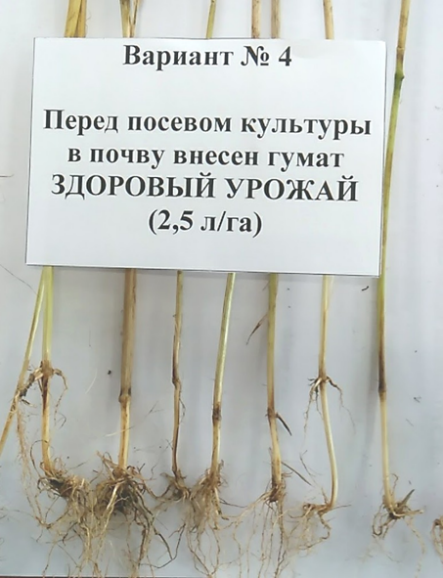 Вариант № 4
Перед посевом культуры
в почву внесен гумат
ЗДОРОВЫЙ УРОЖАЙ
(2,5 л/га)